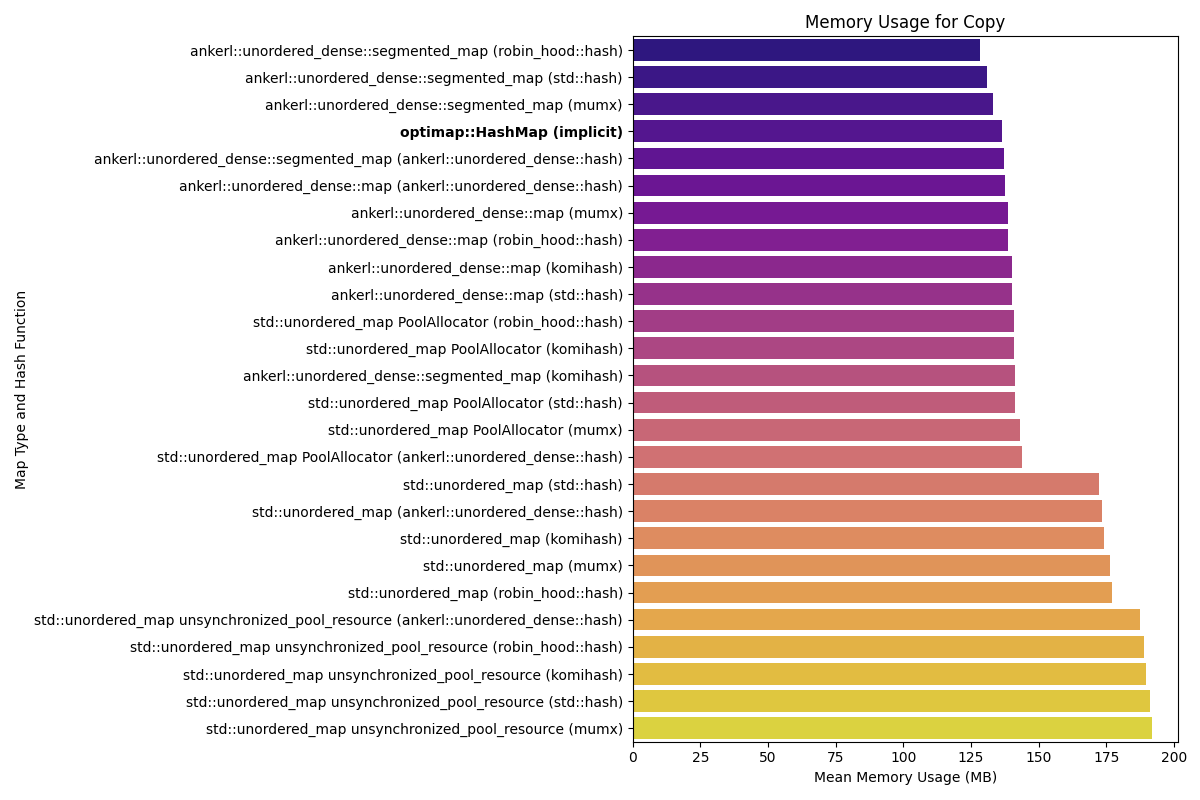 Memory Usage for Copy
ankerl::unordered_dense::segmented_map (robin_hood::hash)
ankerl::unordered_dense::segmented_map (std::hash)
ankerl::unordered_dense::segmented_map (mumx)
optimap::HashMap (implicit)
ankerl::unordered_dense::segmented_map (ankerl::unordered_dense::hash)
ankerl::unordered_dense::map (ankerl::unordered_dense::hash)
ankerl::unordered_dense::map (mumx)
ankerl::unordered_dense::map (robin_hood::hash)
ankerl::unordered_dense::map (komihash)
ankerl::unordered_dense::map (std::hash)
std::unordered_map PoolAllocator (robin_hood::hash)
std::unordered_map PoolAllocator (komihash)
ankerl::unordered_dense::segmented_map (komihash)
std::unordered_map PoolAllocator (std::hash)
std::unordered_map PoolAllocator (mumx)
std::unordered_map PoolAllocator (ankerl::unordered_dense::hash)
std::unordered_map (std::hash)
std::unordered_map (ankerl::unordered_dense::hash)
std::unordered_map (komihash)
std::unordered_map (mumx)
std::unordered_map (robin_hood::hash)
std::unordered_map unsynchronized_pool_resource (ankerl::unordered_dense::hash)
std::unordered_map unsynchronized_pool_resource (robin_hood::hash)
std::unordered_map unsynchronized_pool_resource (komihash)
std::unordered_map unsynchronized_pool_resource (std::hash)
std::unordered_map unsynchronized_pool_resource (mumx)
Map Type and Hash Function
0 25 50 75 100 125 150 175 200
Mean Memory Usage (MB)